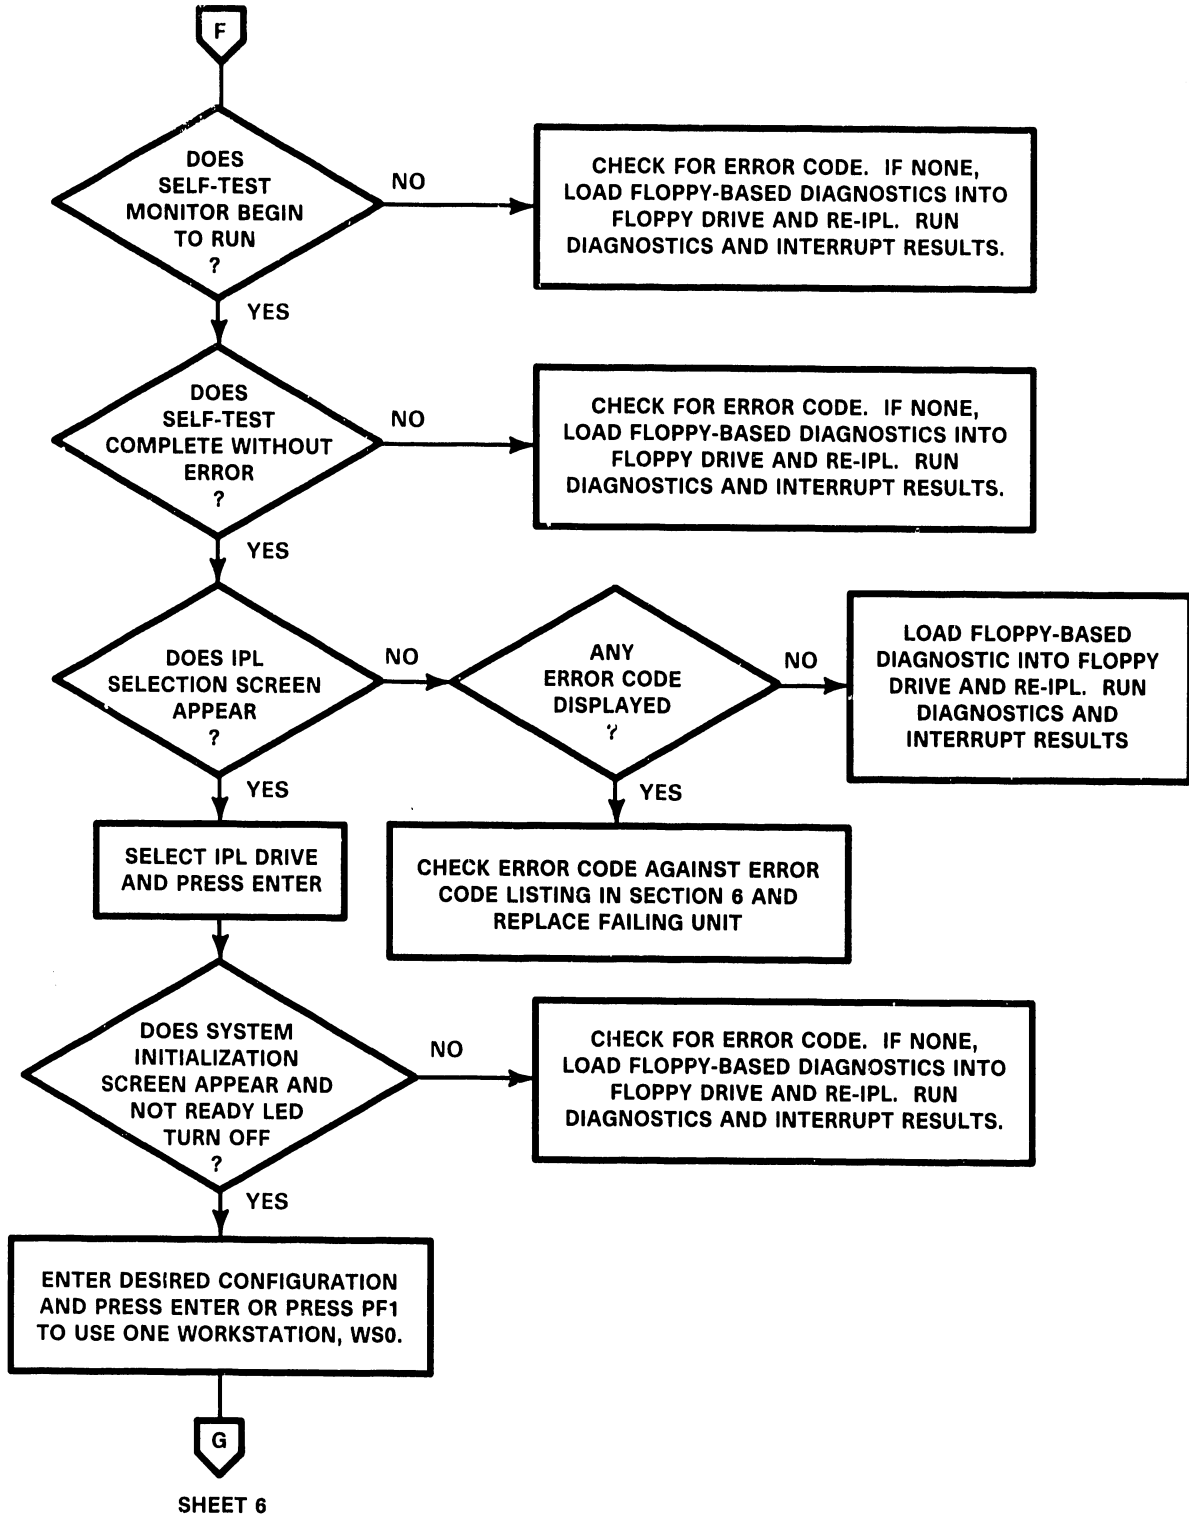 F
DOES
SELF-TEST
MONITOR BEGIN
TO RUN
?
NO
CHECK FOR ERROR CODE. IF NONE,
LOAD FLOPPY-BASED DIAGNOSTICS INTO
FLOPPY DRIVE AND RE-IPL. RUN
DIAGNOSTICS AND INTERRUPT RESULTS.
YES
DOES
SELF-TEST
COMPLETE WITHOUT
ERROR
?
NO
CHECK FOR ERROR CODE. IF NONE,
LOAD FLOPPY-BASED DIAGNOSTICS INTO
FLOPPY DRIVE AND RE-IPL. RUN
DIAGNOSTICS AND INTERRUPT RESULTS.
YES
DOES IPL
SELECTION SCREEN
APPEAR
?
NO
ANY
ERROR CODE
DISPLAYED
?
NO
LOAD FLOPPY-BASED
DIAGNOSTIC INTO FLOPPY
DRIVE AND RE-IPL. RUN
DIAGNOSTICS AND
INTERRUPT RESULTS
YES
YES
SELECT IPL DRIVE
AND PRESS ENTER
CHECK ERROR CODE AGAINST ERROR
CODE LISTING IN SECTION 6 AND
REPLACE FAILING UNIT
DOES SYSTEM
INITIALIZATION
SCREEN APPEAR AND
NOT READY LED
TURN OFF
?
NO
CHECK FOR ERROR CODE. IF NONE,
LOAD FLOPPY-BASED DIAGNOSTICS INTO
FLOPPY DRIVE AND RE-IPL. RUN
DIAGNOSTICS AND INTERRUPT RESULTS.
YES
ENTER DESIRED CONFIGURATION
AND PRESS ENTER OR PRESS PF1
TO USE ONE WORKSTATION, WS0.
G
SHEET 6